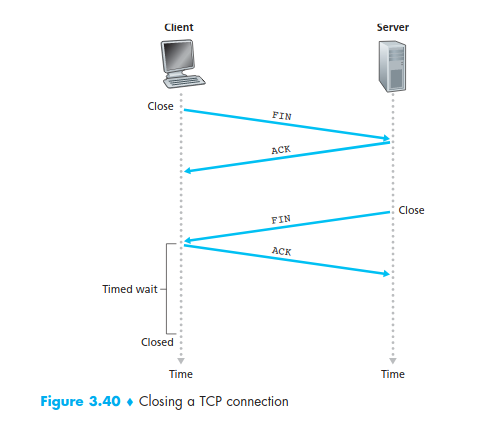 Client
Server
Close
FIN
ACK
Close
FIN
ACK
Timed wait
Closed
Time
Time
Figure 3.40 ♦ Closing a TCP connection